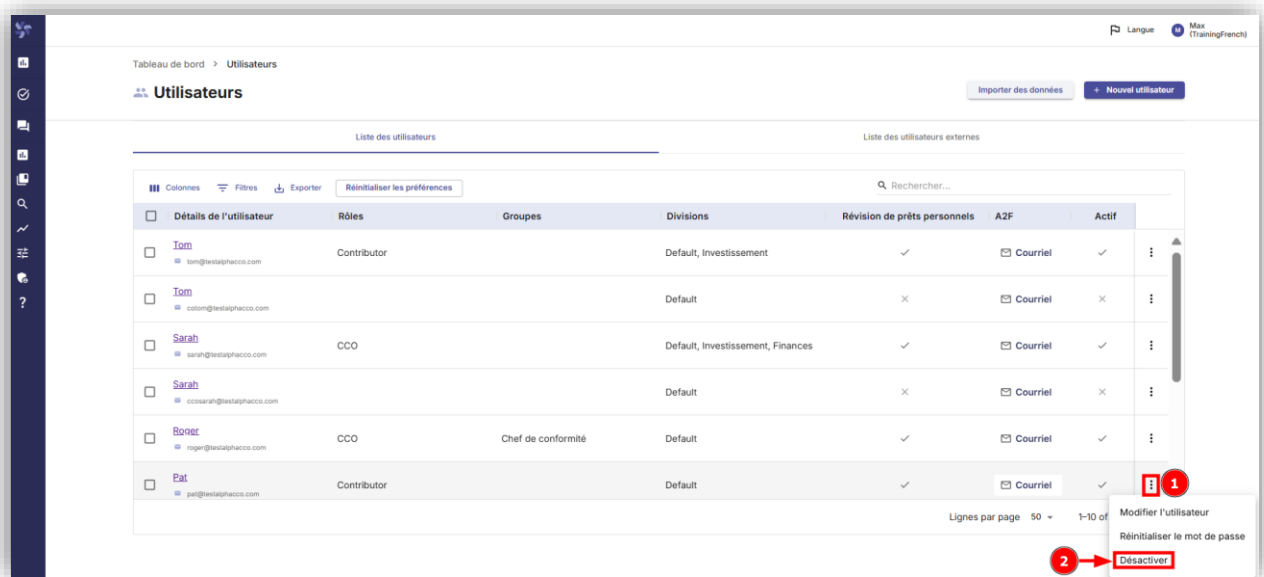 Langue
M
Max
(TrainingFrench)
Tableau de bord > Utilisateurs
Utilisateurs
Importer des données
+ Nouvel utilisateur
Liste des utilisateurs
Liste des utilisateurs externes
Colonnes
Filtres
Exporter
Réinitialiser les préférences
Rechercher...
Détails de l'utilisateur Rôles Groupes Divisions Révision de prêts personnels A2F Actif
Tom
tom@testalphacco.com
Contributor Default, Investissement Courriel
Tom
colom@testalphacco.com
Default Courriel
Sarah
sarah@testalphacco.com
CCO Default, Investissement, Finances Courriel
Sarah
ccosarah@testalphacco.com
Default Courriel
Roger
roger@testalphacco.com
CCO Chef de conformité Default Courriel
Pat
pat@testalphacco.com
Contributor Default Courriel
1
Lignes par page 50 1–10 of
Modifier l'utilisateur
Réinitialiser le mot de passe
2
Désactiver
?